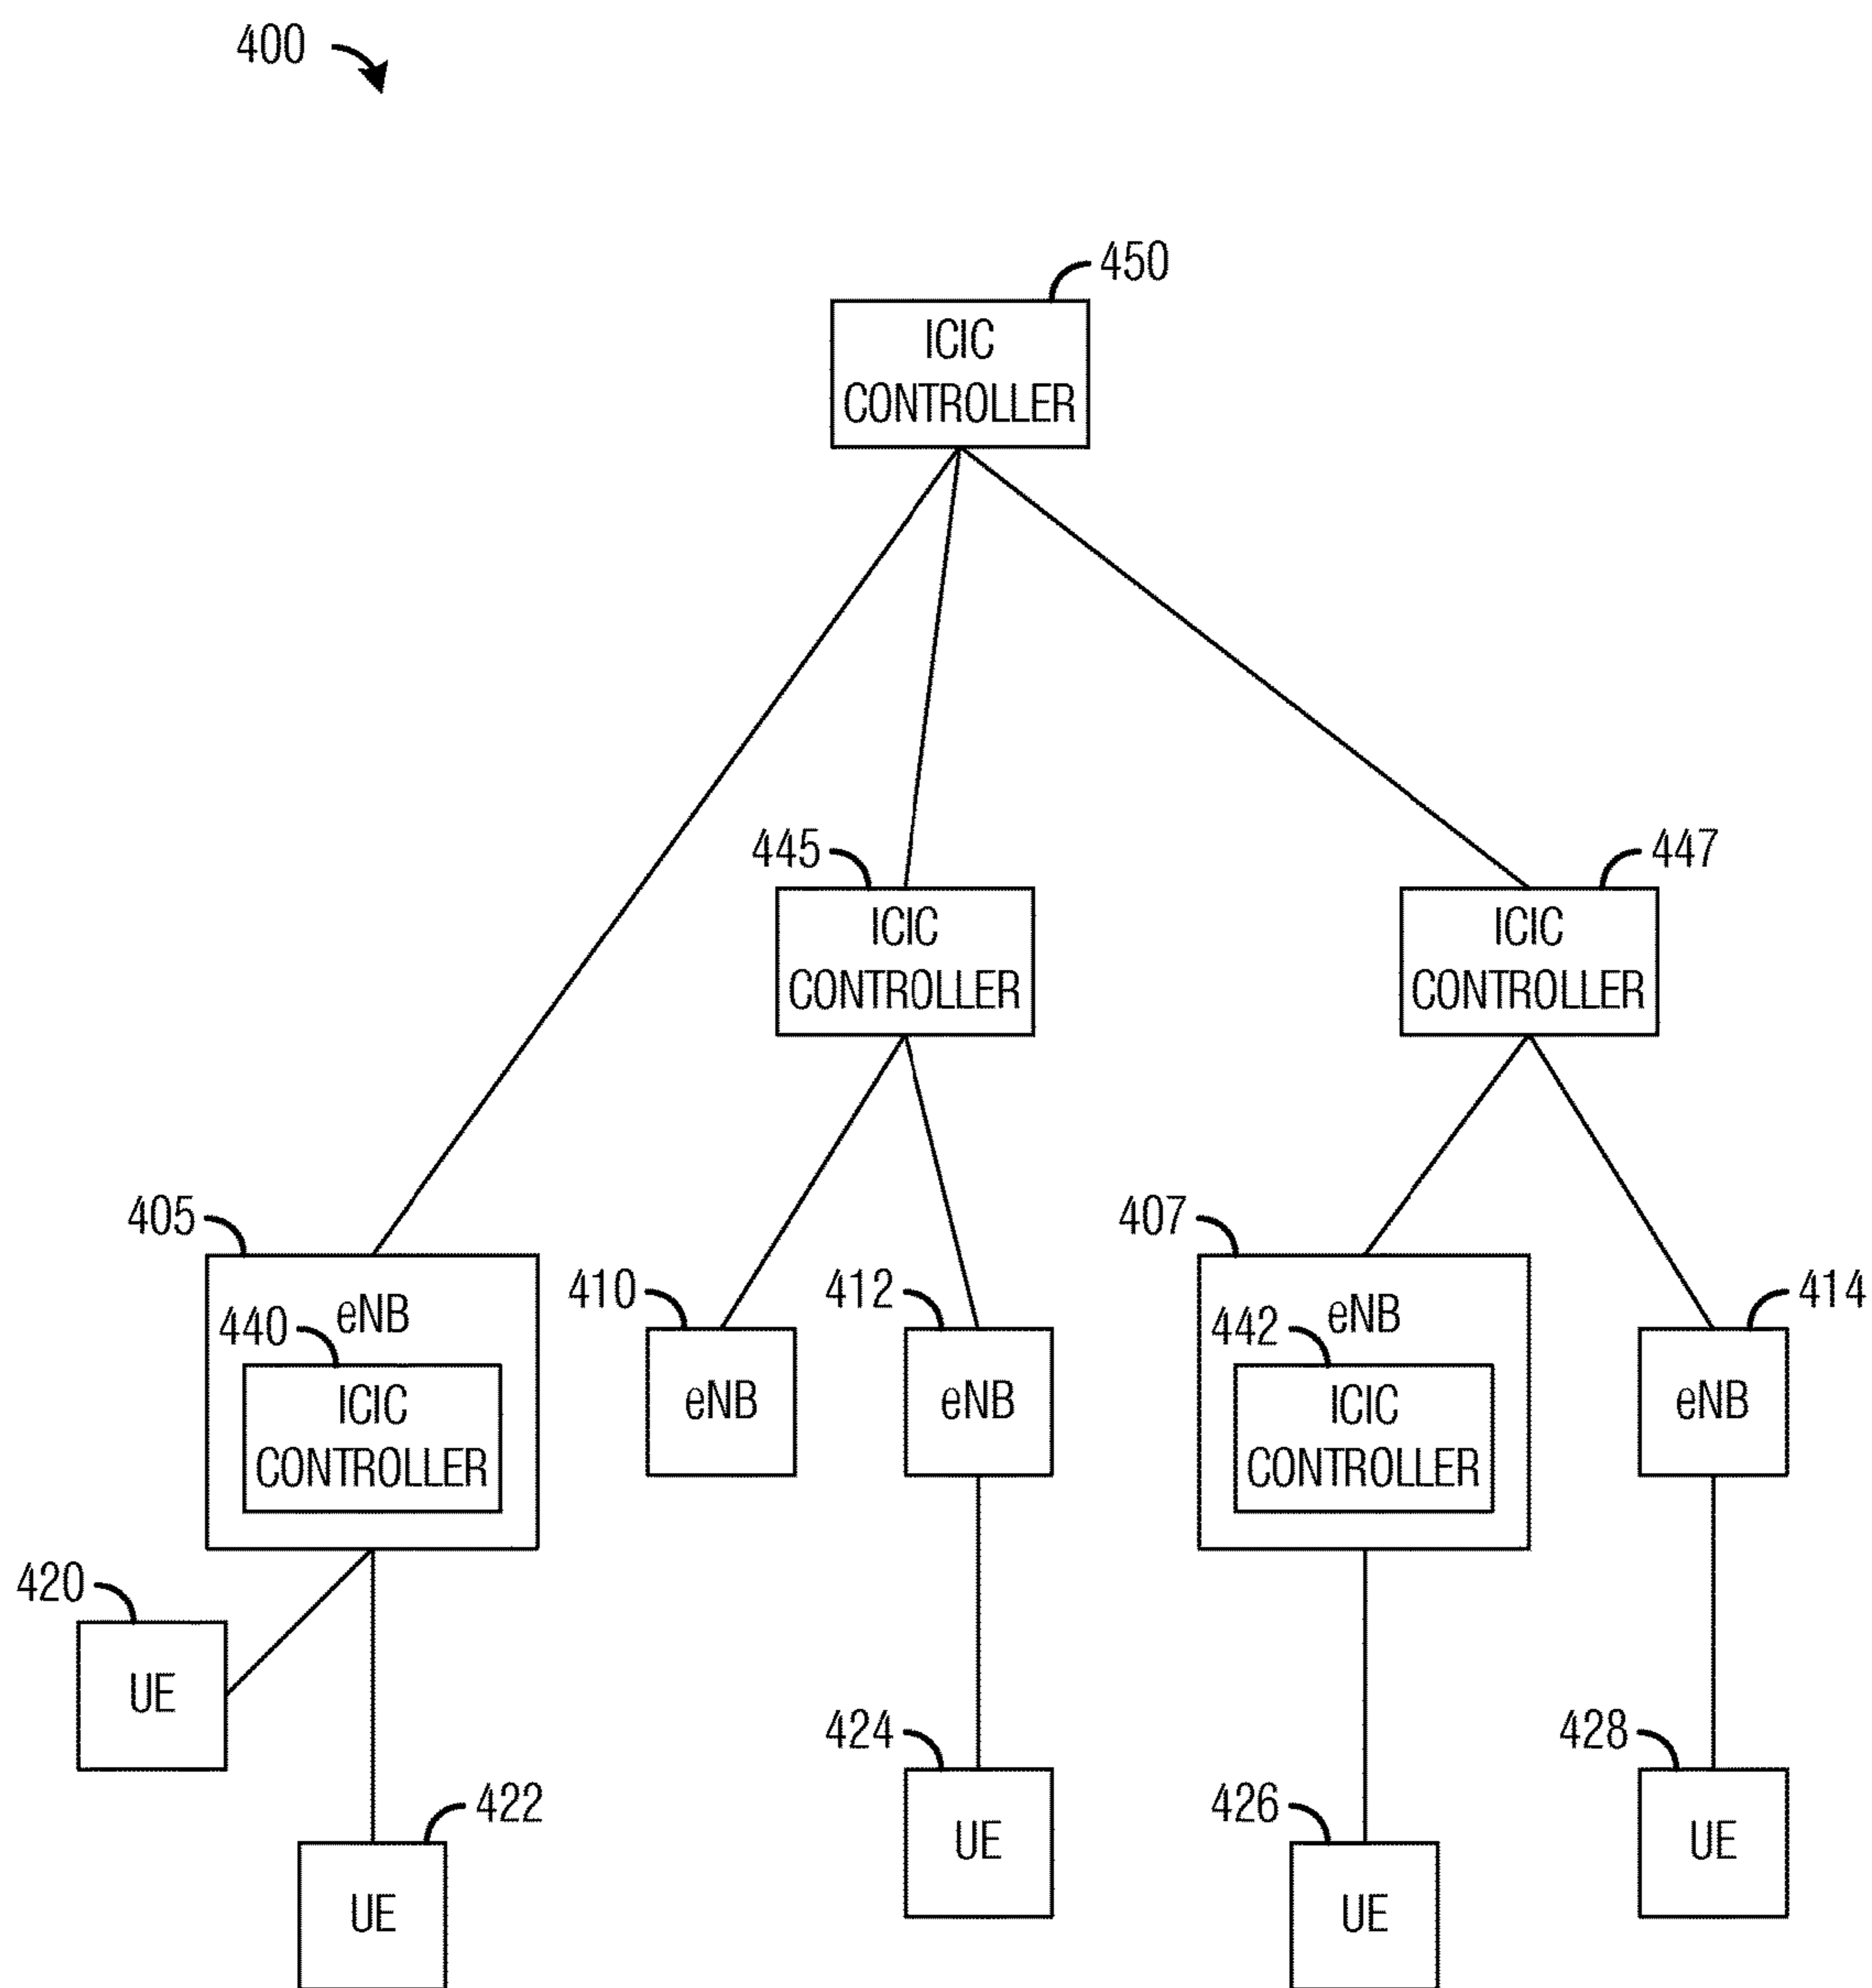 400
450
ICIC
CONTROLLER
445
447
ICIC
CONTROLLER
ICIC
CONTROLLER
405
407
410
412
414
eNB
440
eNB
442
ICIC
CONTROLLER
eNB
eNB
ICIC
CONTROLLER
eNB
420
UE
424
428
422
426
UE
UE
UE
UE